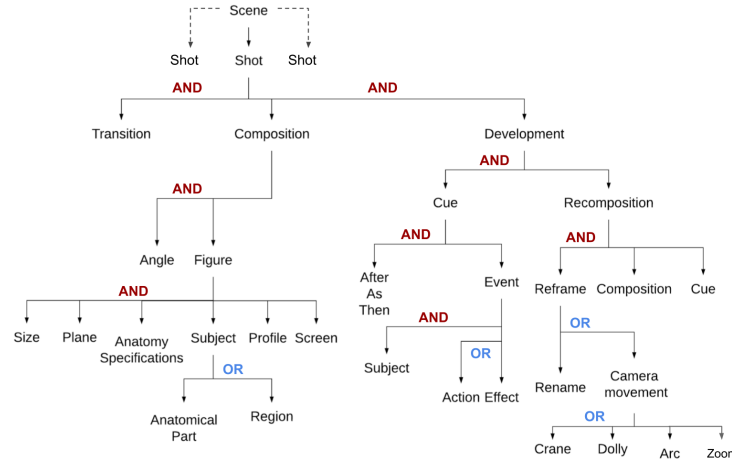 Scene
Shot Shot Shot
AND AND
Transition Composition Development
AND
AND
Cue Recomposition
AND AND
Angle Figure
After
As
Then
Event
Reframe Composition Cue
AND
Size Plane Anatomy
Specifications
Subject Profile Screen
AND
OR
OR
Subject
OR
Action Effect
Rename
Camera
movement
Anatomical
Part
Region
OR
Crane Dolly Arc Zoom